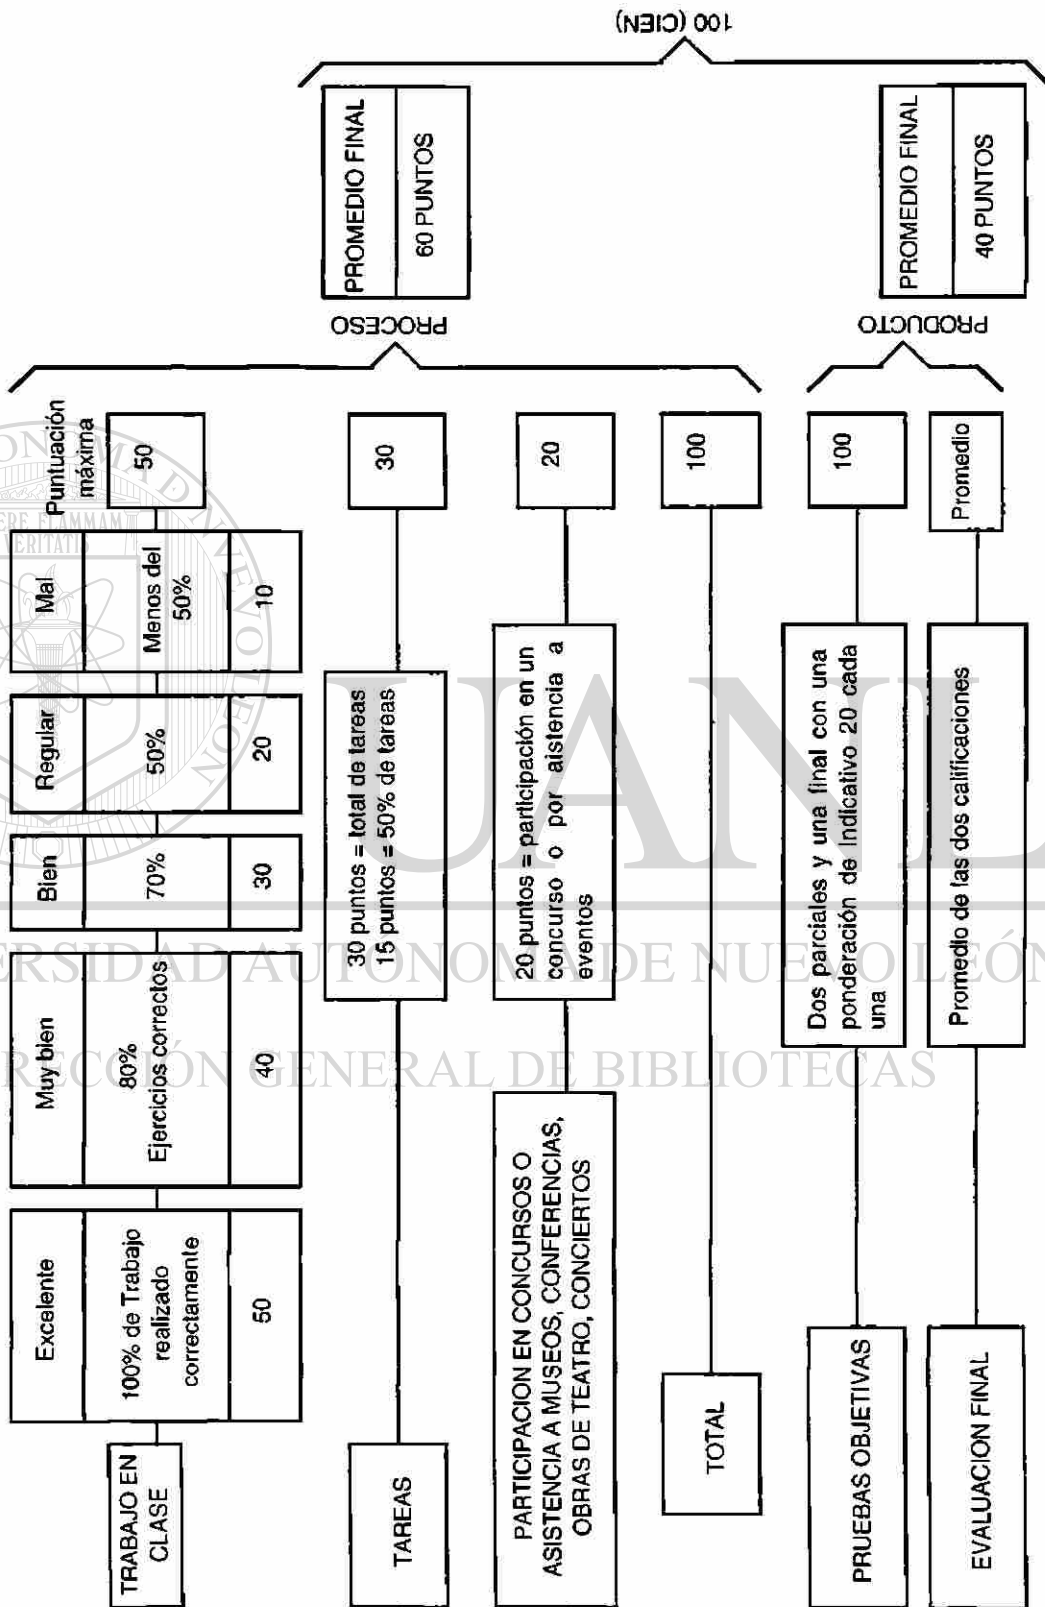 TRABAJO EN
CLASE
Excelente
100% de Trabajo
realizado
correctamente
50
Muy bien
80%
Ejercicios correctos
40
Bien
70%
30
Regular
50%
20
Mal
Menos del
50%
10
Puntuación
máxima
50
TAREAS
30 puntos = total de tareas
15 puntos = 50% de tareas
30
PARTICIPACION EN CONCURSOS O
ASISTENCIA A MUSEOS, CONFERENCIAS,
OBRAS DE TEATRO, CONCIERTOS
20 puntos = participación en un
concurso o por aistencia a
eventos
20
TOTAL
100
PROCESO
PROMEDIO FINAL
60 PUNTOS
PRUEBAS OBJETIVAS
Dos parciales y una final con una
ponderación de Indicativo 20 cada
una
100
EVALUACION FINAL
Promedio de las dos calificaciones
Promedio
PRODUCTO
PROMEDIO FINAL
40 PUNTOS
100 (CIEN)
UANL
ERSIDAD AUTÓNOMA DE NUEVO LEÓN
RECCIÓN GENERAL DE BIBLIOTECAS